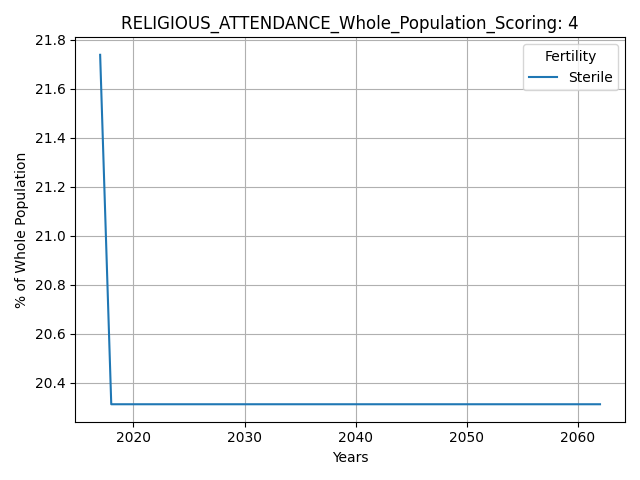 RELIGIOUS_ATTENDANCE_Whole_Population_Scoring: 4
21.8
21.6
21.4
21.2
21.0
20.8
20.6
20.4
% of Whole Population
Fertility
Sterile
2020 2030 2040 2050 2060
Years